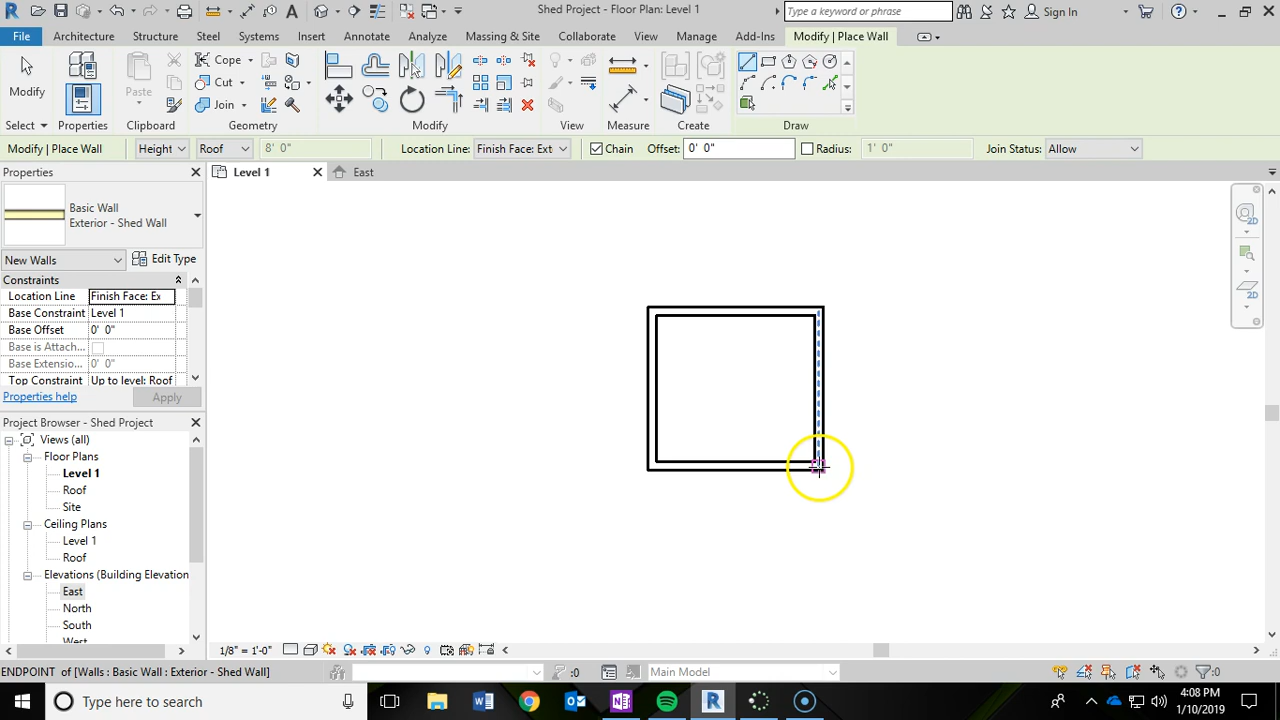 Shed Project - Floor Plan: Level 1
Type a keyword or phrase
Sign In
File
Architecture
Structure
Steel
Systems
Insert
Annotate
Analyze
Massing & Site
Collaborate
View
Manage
Add-Ins
Modify | Place Wall
Modify
Paste
Cope
Cut
Join
Select
Properties
Clipboard
Geometry
Modify
View
Measure
Create
Draw
Modify | Place Wall
Height
Roof
8' 0"
Location Line:
Finish Face: Ext
Chain
Offset:
0' 0"
Radius:
1' 0"
Join Status:
Allow
Properties
Level 1
East
Basic Wall
Exterior - Shed Wall
New Walls
Edit Type
Constraints
Location Line
Finish Face: Ex
Base Constraint
Level 1
Base Offset
0' 0"
Base is Attach...
Base Extensio...
0' 0"
Top Constraint
Up to level: Roof
Properties help
Apply
Project Browser - Shed Project
Views (all)
Floor Plans
Level 1
Roof
Site
Ceiling Plans
Level 1
Roof
Elevations (Building Elevation
East
North
South
West
2D
2D
1/8" = 1'-0"
ENDPOINT of [Walls : Basic Wall : Exterior - Shed Wall]
:0
Main Model
:0
Type here to search
4:08 PM
1/10/2019